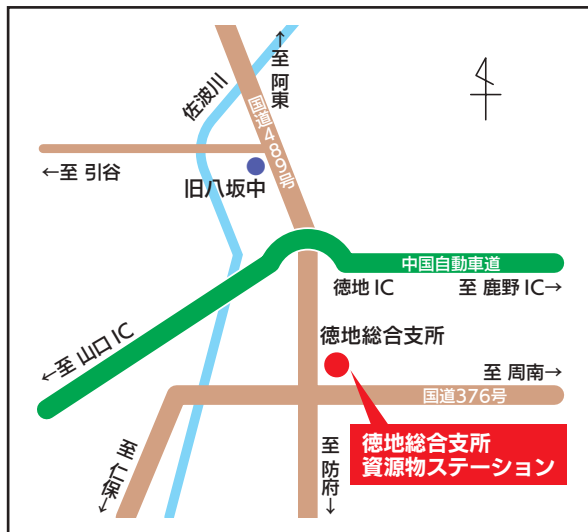 ←至 阿東
佐波川
国道489号
←至 引谷
旧八坂中
中国自動車道
徳地 IC
至 鹿野 IC→
徳地総合支所
←至 山口 IC
至 周南→
国道376号
徳地総合支所
資源物ステーション
至 仁保→
至 防府→